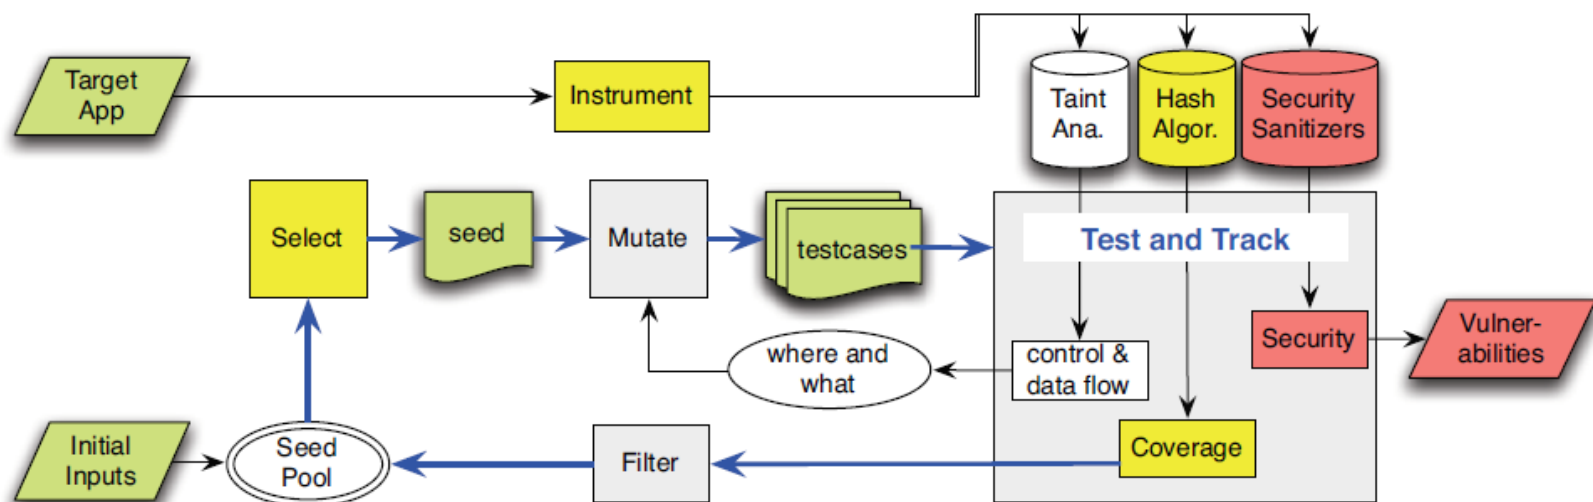 Target
App
Instrument
Taint
Ana.
Hash
Algor.
Security
Sanitizers
Select
seed
Mutate
testcases
Test and Track
where and
what
control &
data flow
Security
Vulner-
abilities
Initial
Inputs
Seed
Pool
Filter
Coverage